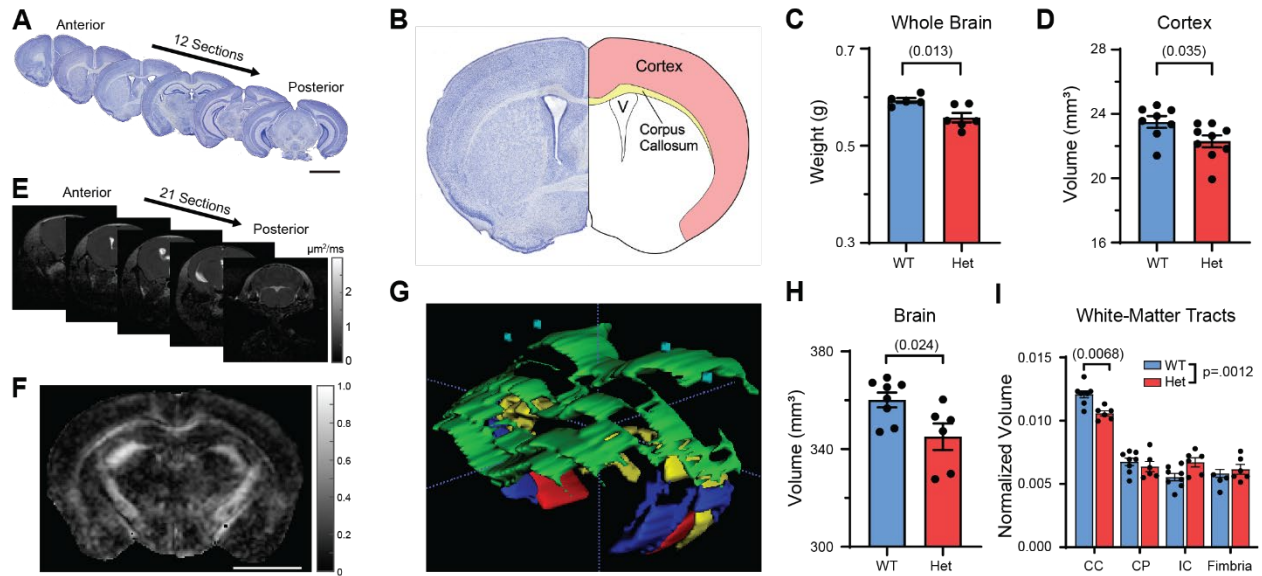 A
Anterior
12 Sections
Posterior
B
Cortex
V
Corpus
Callosum
C
Whole Brain
(0.013)
0.7
0.5
0.3
Weight (g)
WT
Het
D
Cortex
(0.035)
28
24
20
16
Volume (mm³)
WT
Het
E
Anterior
21 Sections
Posterior
µm²/ms
2
1
0
F
1.0
0.8
0.6
0.4
0.2
0
G
H
Brain
(0.024)
380
340
300
Volume (mm³)
WT
Het
I
White-Matter Tracts
(0.0068)
WT
Het
p=.0012
0.015
0.010
0.005
0.000
Normalized Volume
CC
CP
IC
Fimbria